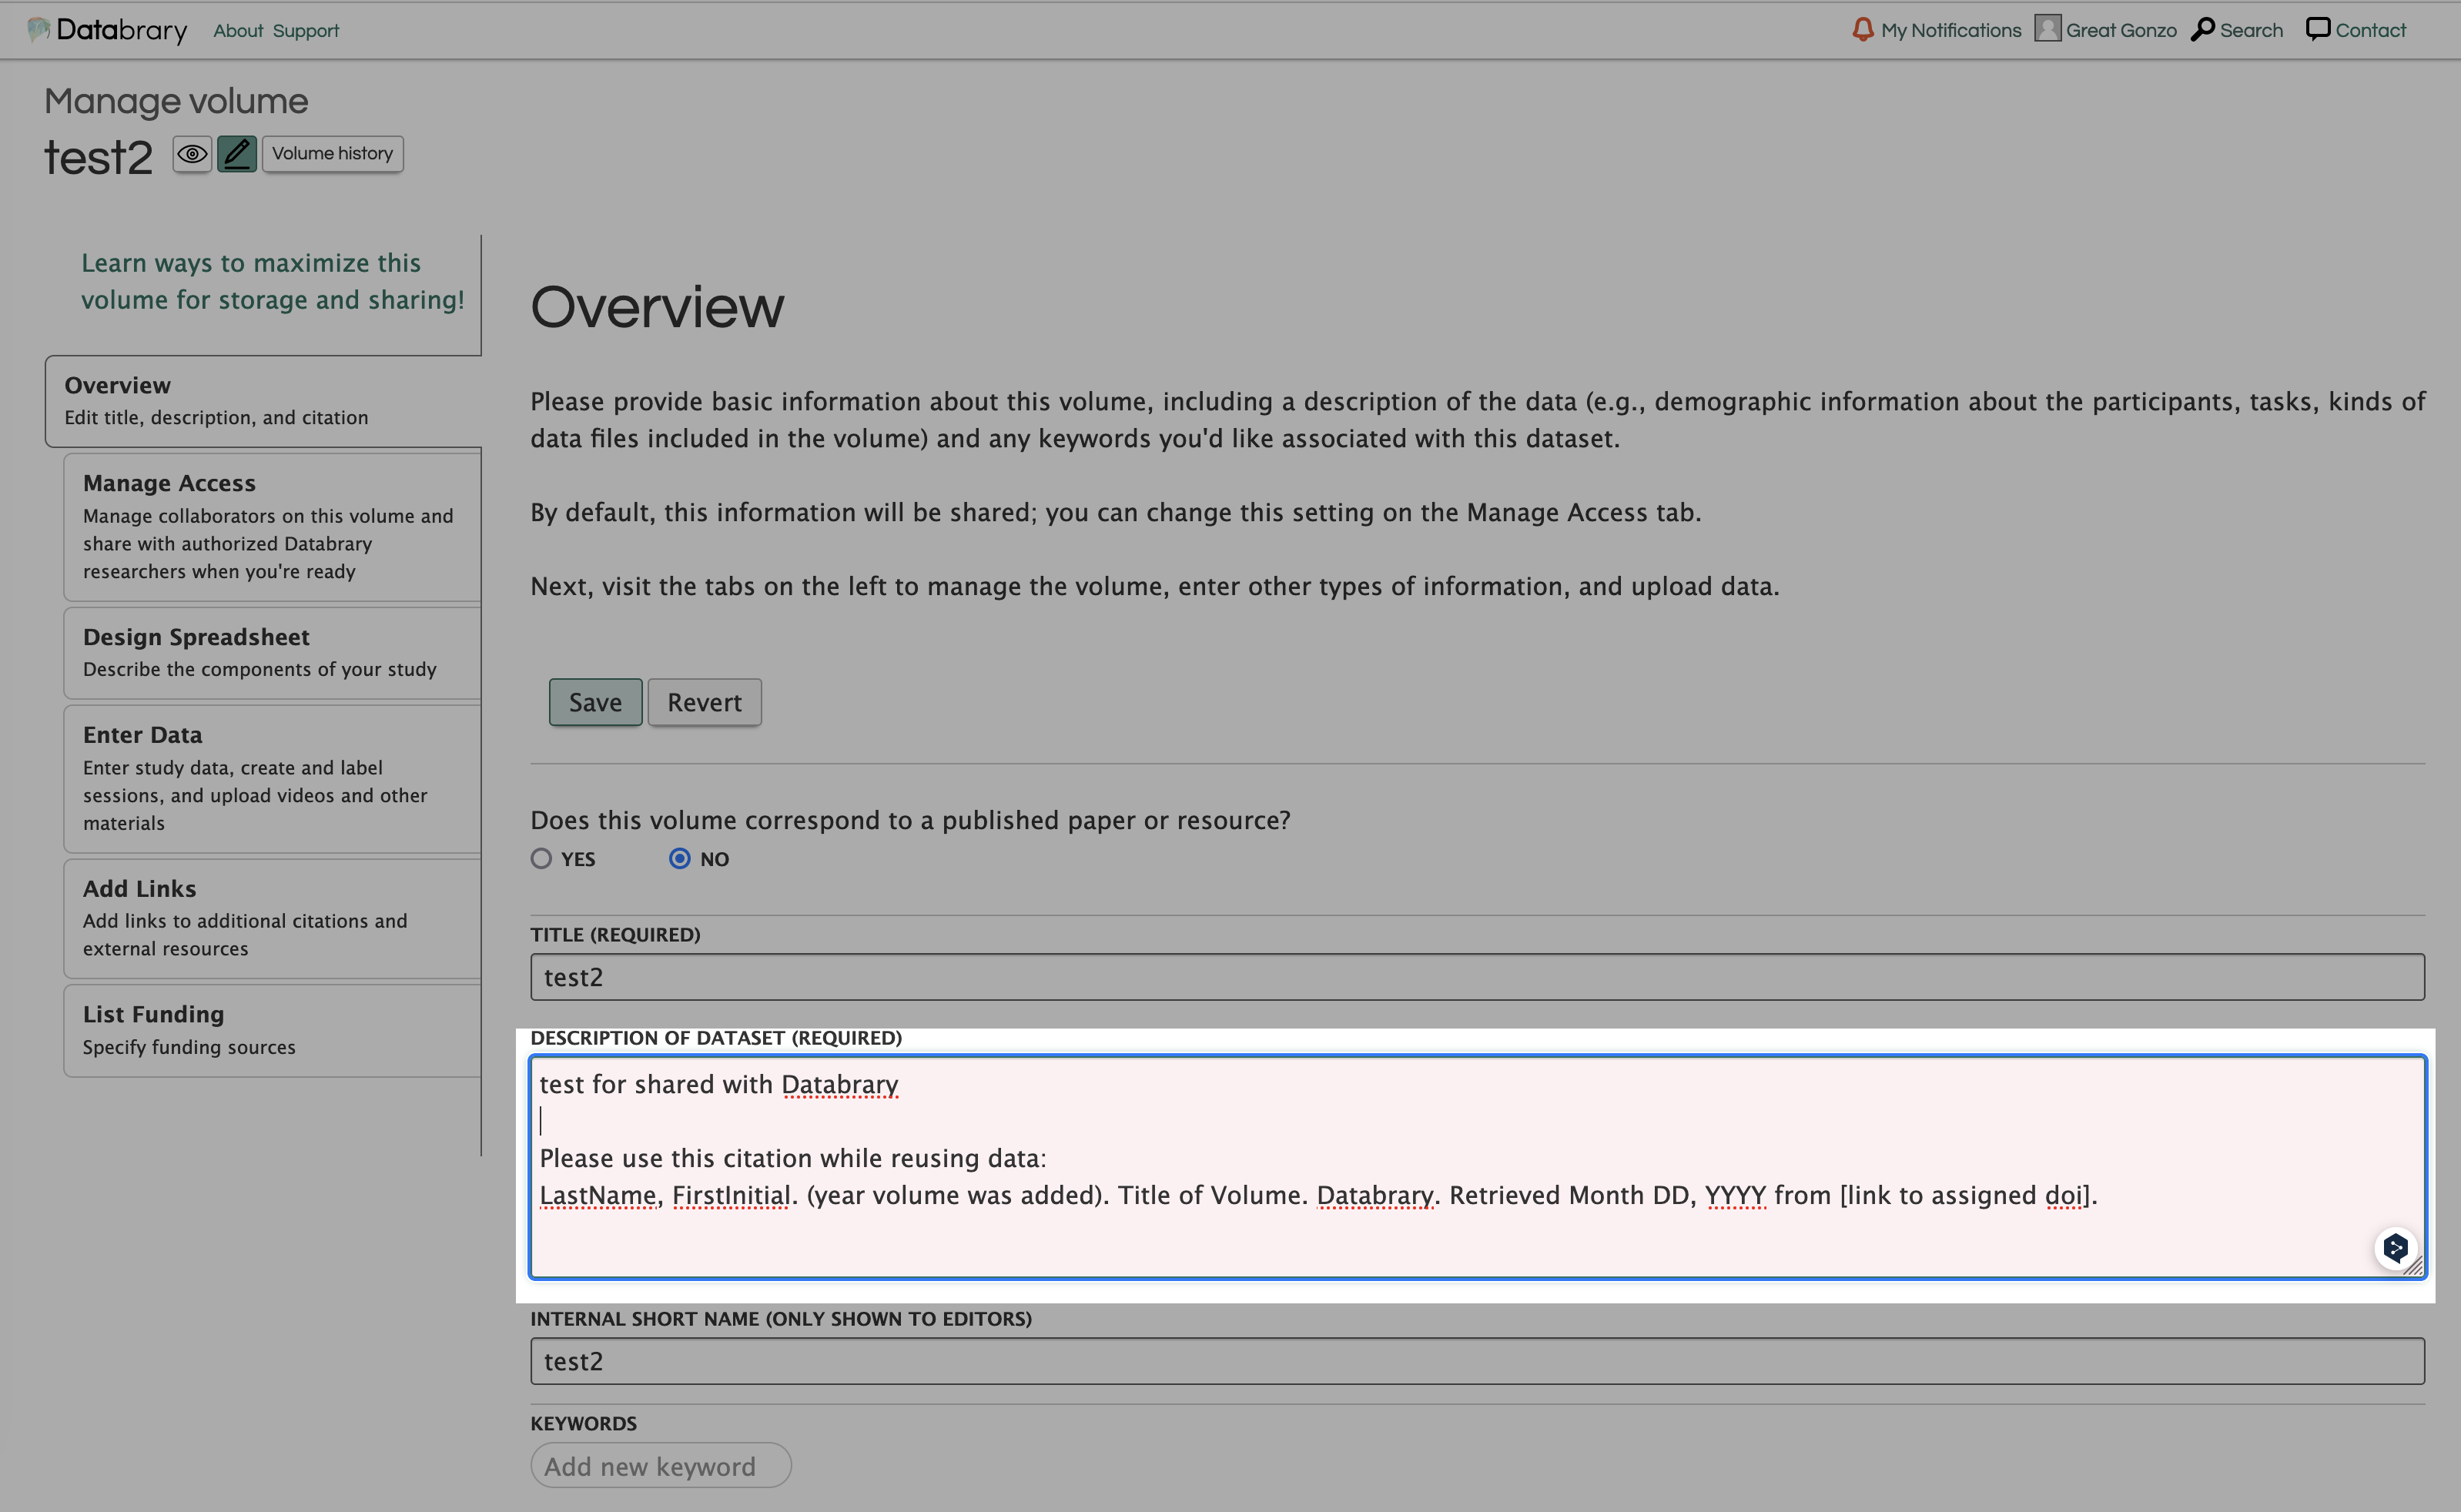 Databrary About Support My Notifications Great Gonzo Search Contact
Manage volume
test2 Volume history
Learn ways to maximize this
volume for storage and sharing!
Overview
Edit title, description, and citation
Manage Access
Manage collaborators on this volume and
share with authorized Databrary
researchers when you're ready
Design Spreadsheet
Describe the components of your study
Enter Data
Enter study data, create and label
sessions, and upload videos and other
materials
Add Links
Add links to additional citations and
external resources
List Funding
Specify funding sources
Overview
Please provide basic information about this volume, including a description of the data (e.g., demographic information about the participants, tasks, kinds of
data files included in the volume) and any keywords you'd like associated with this dataset.
By default, this information will be shared; you can change this setting on the Manage Access tab.
Next, visit the tabs on the left to manage the volume, enter other types of information, and upload data.
Save Revert
Does this volume correspond to a published paper or resource?
YES NO
TITLE (REQUIRED)
test2
DESCRIPTION OF DATASET (REQUIRED)
test for shared with Databrary
Please use this citation while reusing data:
LastName, FirstInitial. (year volume was added). Title of Volume. Databrary. Retrieved Month DD, YYYY from [link to assigned doi].
INTERNAL SHORT NAME (ONLY SHOWN TO EDITORS)
test2
KEYWORDS
Add new keyword